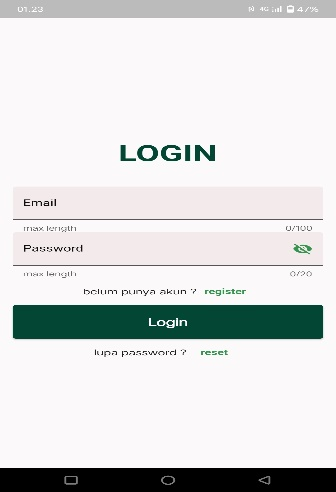 01.23 4G 47%
LOGIN
Email
max length 0/100
Password
max length 0/20
belum punya akun ? register
Login
lupa password ? reset